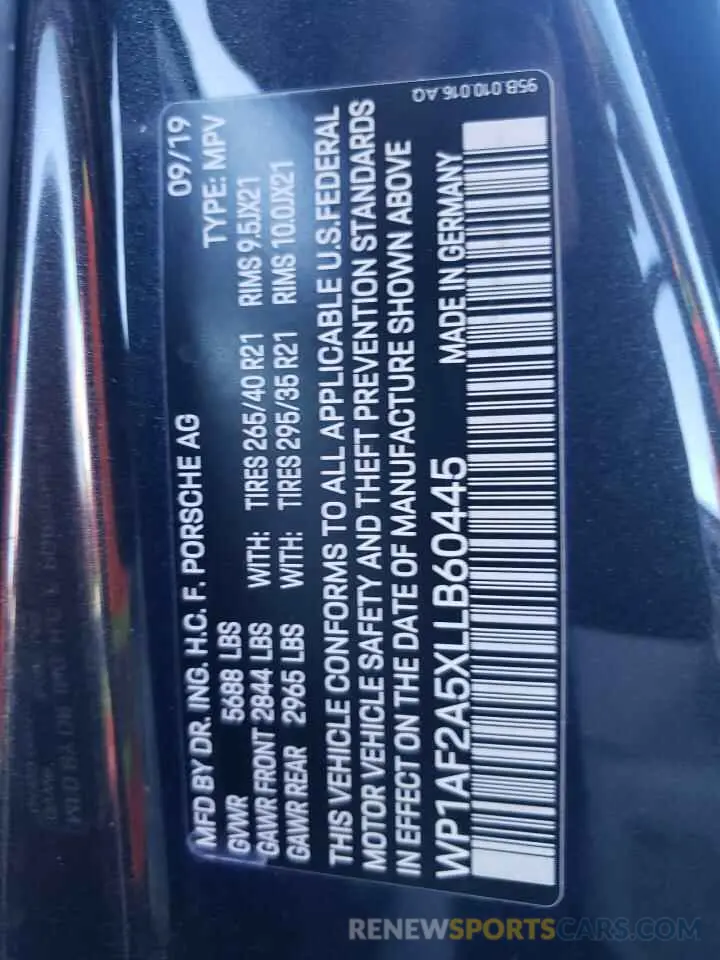 MFD BY DR. ING. H.C. F. PORSCHE AG 09/19
GVWR 5688 LBS TYPE: MPV
GAWR FRONT 2844 LBS WITH: TIRES 265/40 R21 RIMS 9.5JX21
GAWR REAR 2965 LBS WITH: TIRES 295/35 R21 RIMS 10.0JX21
THIS VEHICLE CONFORMS TO ALL APPLICABLE U.S.FEDERAL
MOTOR VEHICLE SAFETY AND THEFT PREVENTION STANDARDS
IN EFFECT ON THE DATE OF MANUFACTURE SHOWN ABOVE
WP1AF2A5XLLB60445 MADE IN GERMANY
95B.010.016 AQ
RENEWSPORTSCARS.COM